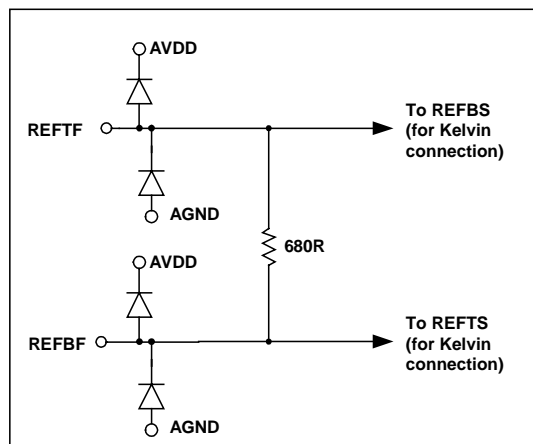 AVDD
REFTF
To REFBS
(for Kelvin
connection)
AGND
680R
AVDD
REFBF
To REFTS
(for Kelvin
connection)
AGND